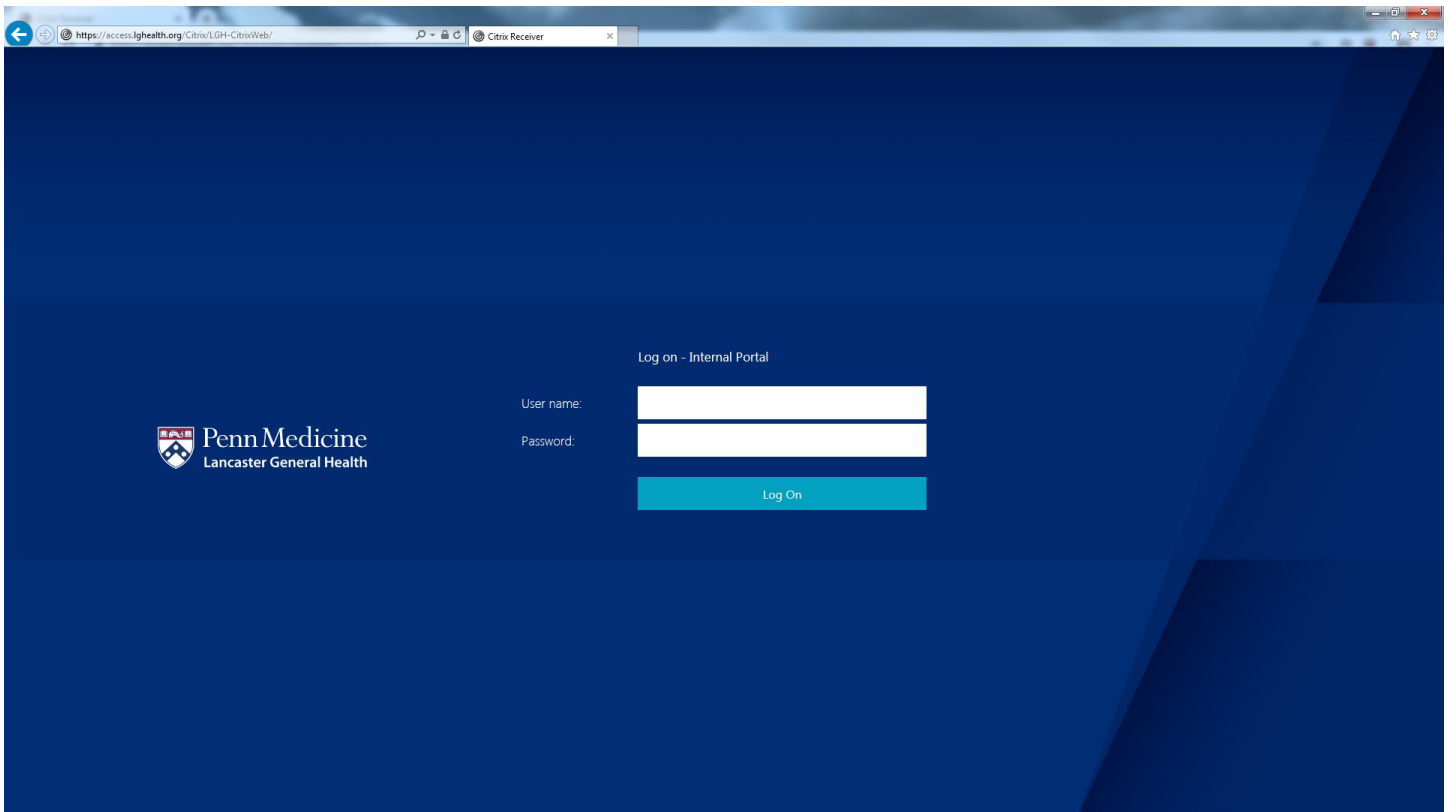 https://access.lghealth.org/Citrix/LGH-CitrixWeb/
Citrix Receiver
Log on - Internal Portal
User name:
Penn Medicine
Lancaster General Health
Password:
Log On